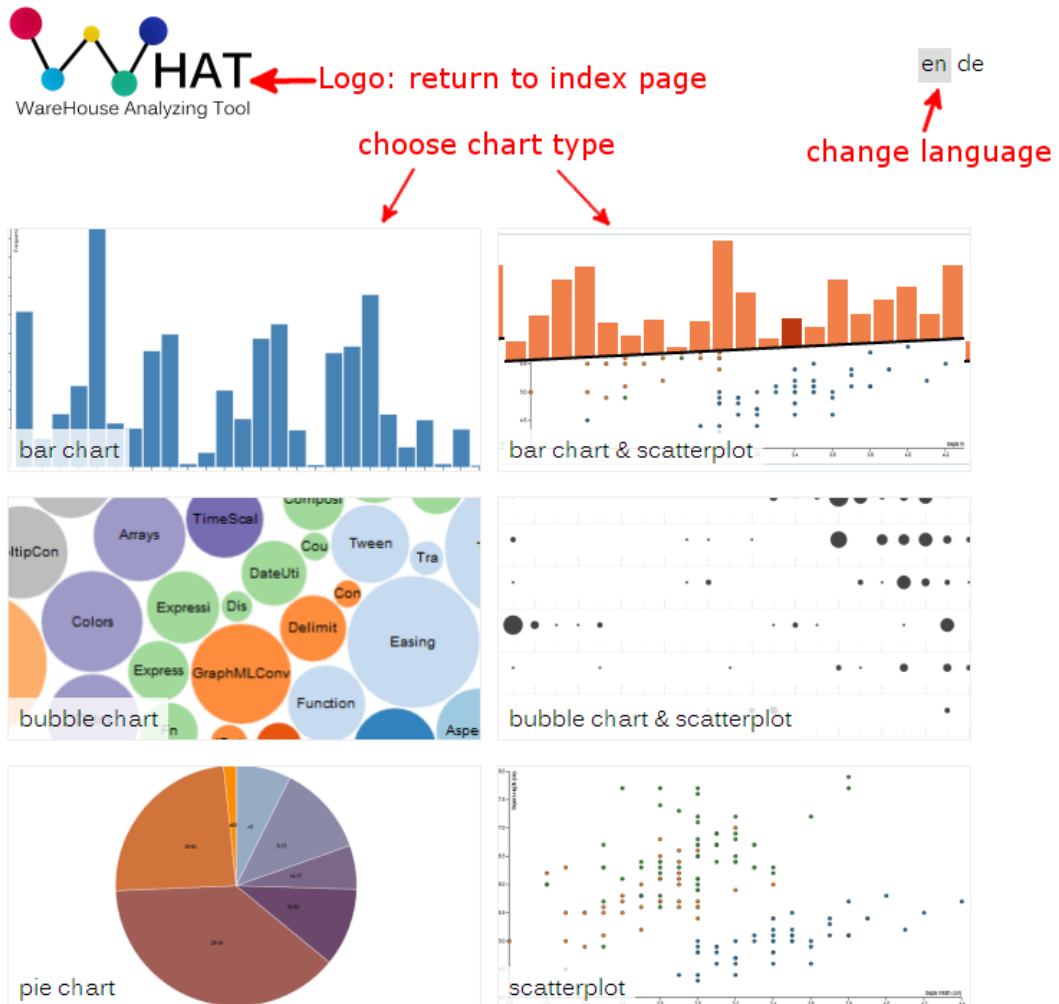 HAT
WareHouse Analyzing Tool
Logo: return to index page
en de
choose chart type
change language
bar chart
bar chart & scatterplot
TimeScal
Arrays
Tween
Cou
Tra
DateUti
Con
Expressi
Dis
Colors
Delimit
Easing
Express
GraphMLConv
Function
bubble chart
Fn
Aspe
bubble chart & scatterplot
pie chart
scatterplot